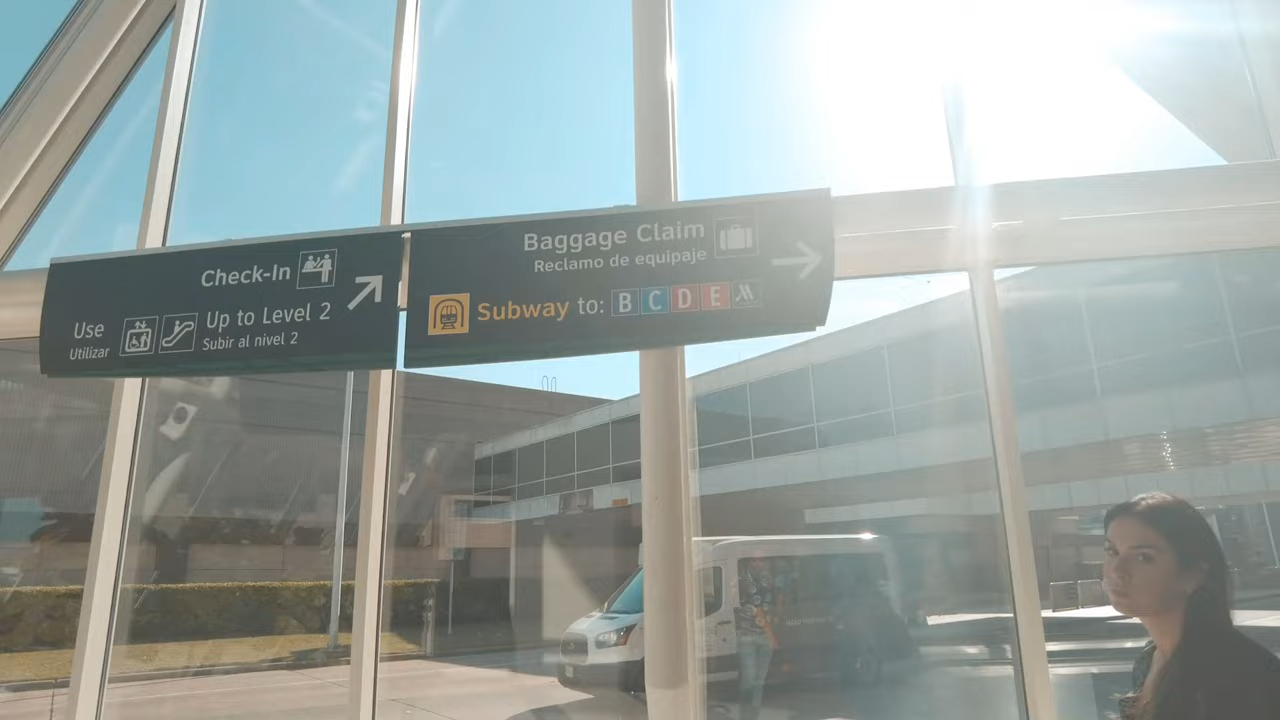 Check-In
Use
Utilizar
Up to Level 2
Subir al nivel 2
Baggage Claim
Reclamo de equipaje
Subway to: B C D E